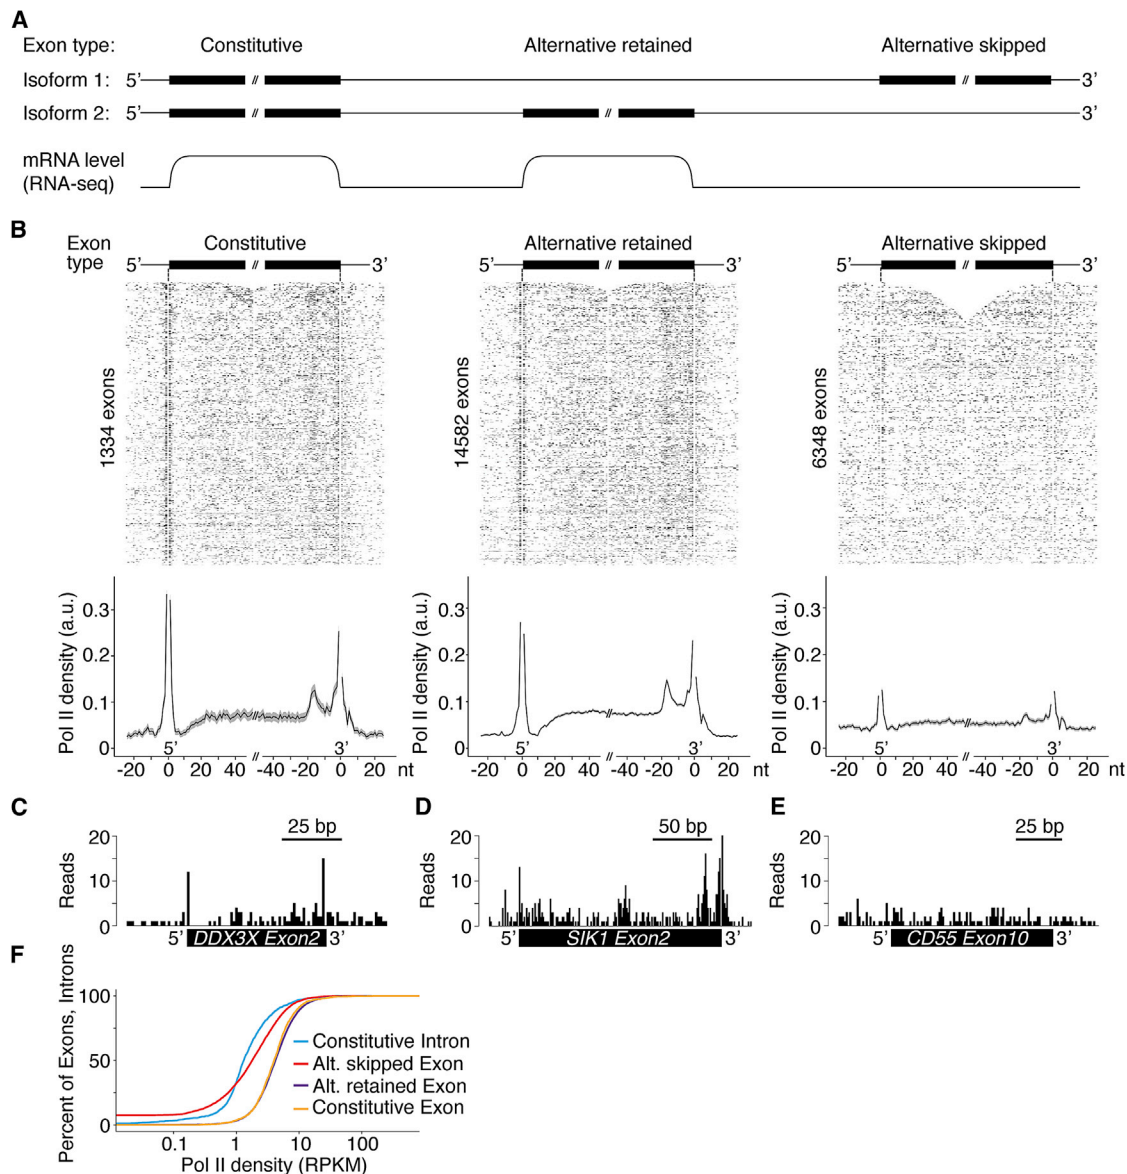 A
Exon type: Constitutive Alternative retained Alternative skipped
Isoform 1: 5’ // // 3’
Isoform 2: 5’ // // 3’
mRNA level
(RNA-seq)
B
Exon type
Constitutive
5’ // 3’
Alternative retained
5’ // 3’
Alternative skipped
5’ // 3’
1334 exons
14582 exons
6348 exons
Pol II density (a.u.)
0.3
0.2
0.1
0
5’ // 3’
-20 0 20 40 // -40 -20 0 20 nt
Pol II density (a.u.)
0.3
0.2
0.1
0
5’ // 3’
-20 0 20 40 // -40 -20 0 20 nt
Pol II density (a.u.)
0.3
0.2
0.1
0
5’ // 3’
-20 0 20 40 // -40 -20 0 20 nt
C
25 bp
Reads
20
10
0
5’ DDX3X Exon2 3’
D
50 bp
Reads
20
10
0
5’ SIK1 Exon2 3’
E
25 bp
Reads
20
10
0
5’ CD55 Exon10 3’
F
Percent of Exons, Introns
100
50
0
Constitutive Intron
Alt. skipped Exon
Alt. retained Exon
Constitutive Exon
0.1 1 10 100
Pol II density (RPKM)